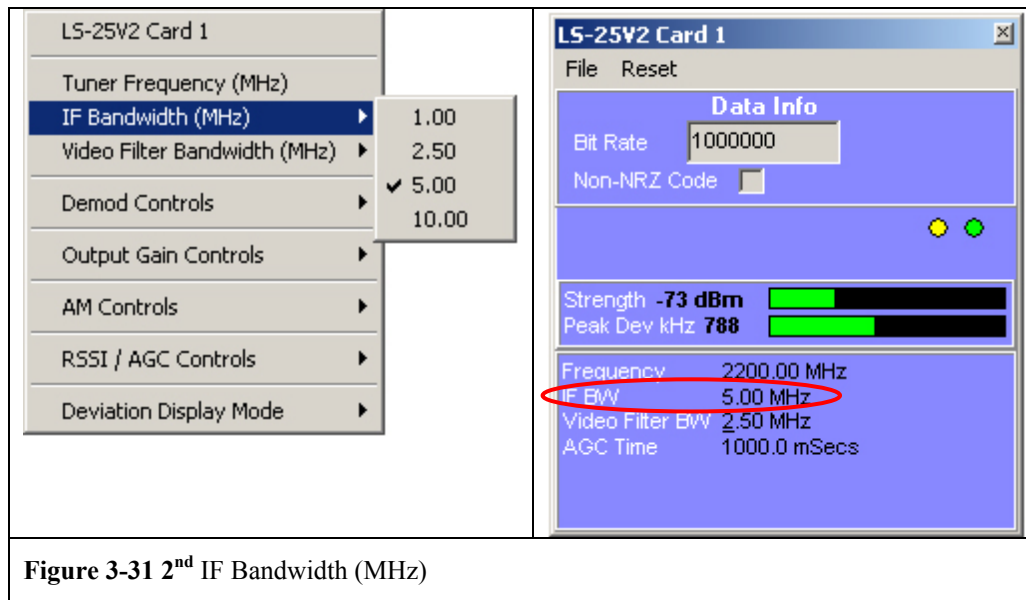 LS-25V2 Card 1
Tuner Frequency (MHz)
IF Bandwidth (MHz)
Video Filter Bandwidth (MHz)
Demod Controls
Output Gain Controls
AM Controls
RSSI / AGC Controls
Deviation Display Mode
1.00
2.50
5.00
10.00
LS-25V2 Card 1
File Reset
Data Info
Bit Rate 1000000
Non-NRZ Code
Strength -73 dBm
Peak Dev kHz 788
Frequency 2200.00 MHz
IF BW 5.00 MHz
Video Filter BW 2.50 MHz
AGC Time 1000.0 mSecs
Figure 3-31 2nd IF Bandwidth (MHz)